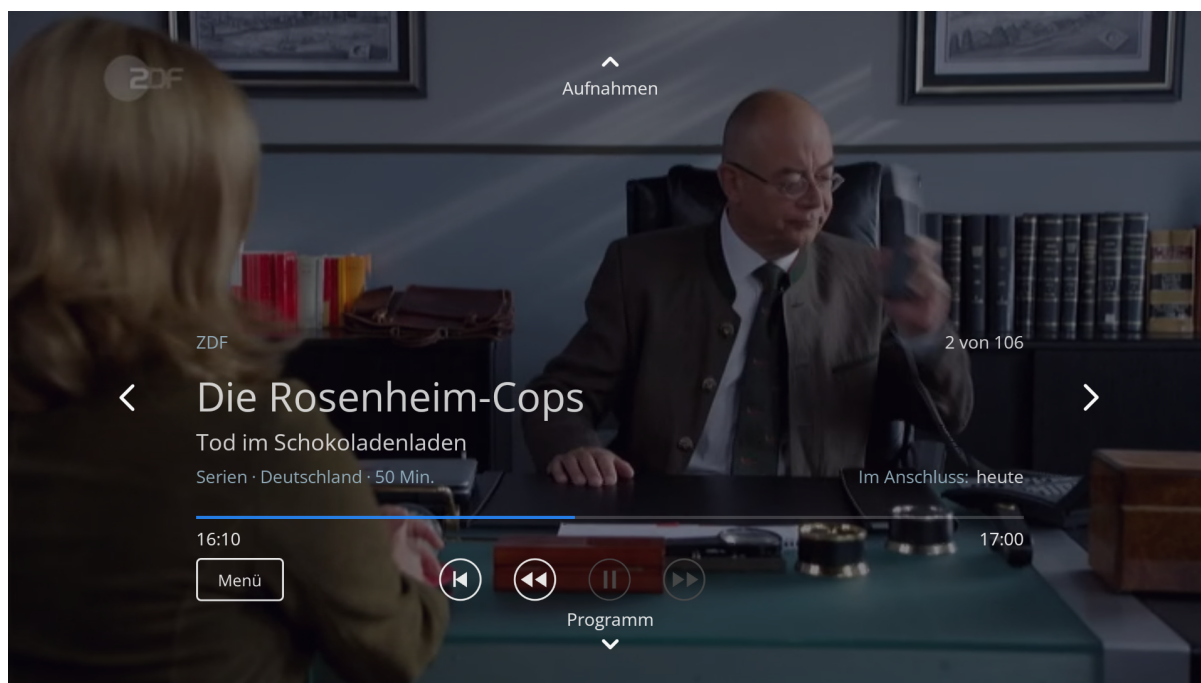 ZDF
Aufnahmen
ZDF
2 von 106
Die Rosenheim-Cops
Tod im Schokoladenladen
Serien · Deutschland · 50 Min.
Im Anschluss: heute
16:10
17:00
Menü
Programm